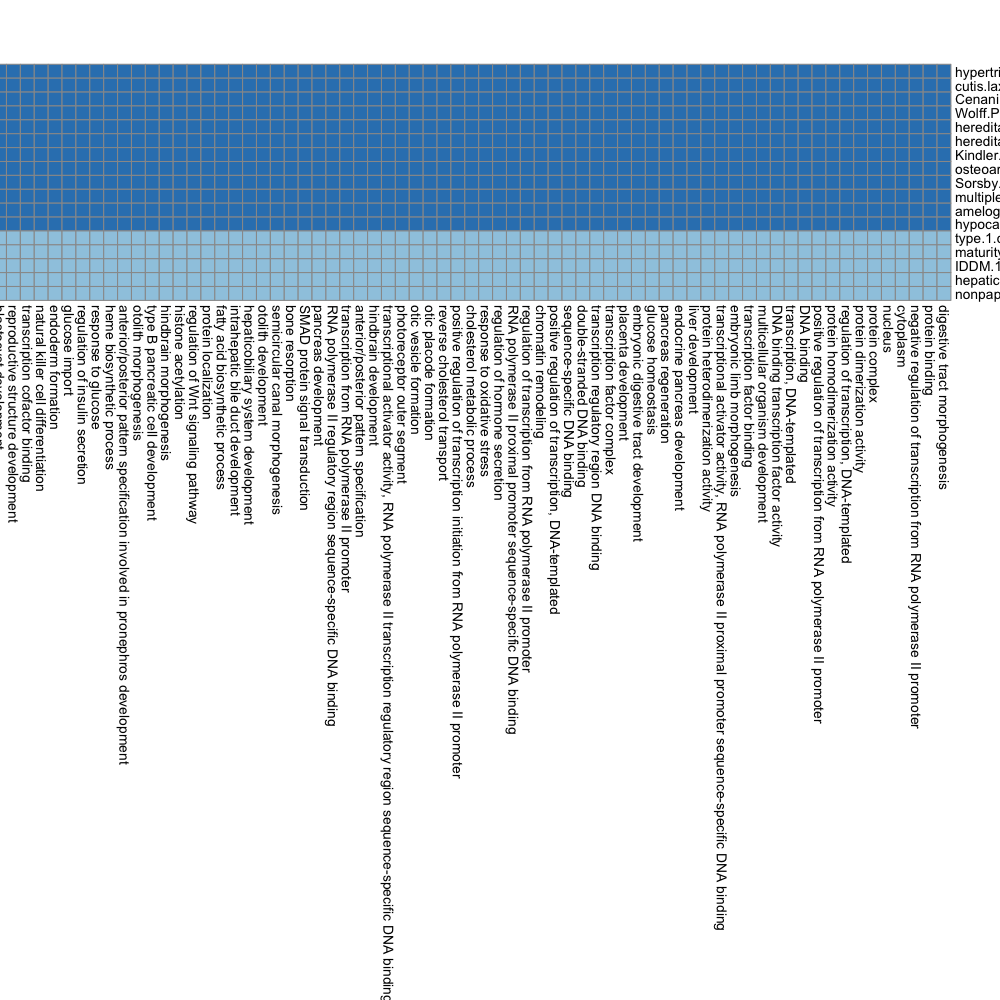 hypertri
cutis.lax
Cenani
Wolff.P
heredita
heredita
Kindler.
osteoar
Sorsby.
multiple
amelog
hypoca
type.1.d
maturity
IDDM.1
hepatic
nonpap
reproductive structure development
transcription cofactor binding
natural killer cell differentiation
endoderm formation
glucose import
regulation of insulin secretion
response to glucose
heme biosynthetic process
anterior/posterior pattern specification involved in pronephros development
otolith morphogenesis
type B pancreatic cell development
hindbrain morphogenesis
histone acetylation
regulation of Wnt signaling pathway
protein localization
fatty acid biosynthetic process
intrahepatic bile duct development
hepaticobiliary system development
otolith development
semicircular canal morphogenesis
bone resorption
SMAD protein signal transduction
pancreas development
RNA polymerase II regulatory region sequence-specific DNA binding
transcription from RNA polymerase II promoter
anterior/posterior pattern specification
hindbrain development
transcriptional activator activity, RNA polymerase II transcription regulatory region sequence-specific DNA binding
photoreceptor outer segment
otic vesicle formation
otic placode formation
reverse cholesterol transport
positive regulation of transcription initiation from RNA polymerase II promoter
cholesterol metabolic process
response to oxidative stress
regulation of hormone secretion
RNA polymerase II proximal promoter sequence-specific DNA binding
regulation of transcription from RNA polymerase II promoter
chromatin remodeling
positive regulation of transcription, DNA-templated
sequence-specific DNA binding
double-stranded DNA binding
transcription regulatory region DNA binding
transcription factor complex
placenta development
embryonic digestive tract development
glucose homeostasis
pancreas regeneration
endocrine pancreas development
liver development
protein heterodimerization activity
transcriptional activator activity, RNA polymerase II proximal promoter sequence-specific DNA binding
embryonic limb morphogenesis
transcription factor binding
multicellular organism development
DNA binding transcription factor activity
transcription, DNA-templated
DNA binding
positive regulation of transcription from RNA polymerase II promoter
protein homodimerization activity
regulation of transcription, DNA-templated
protein dimerization activity
protein complex
nucleus
cytoplasm
negative regulation of transcription from RNA polymerase II promoter
protein binding
digestive tract morphogenesis